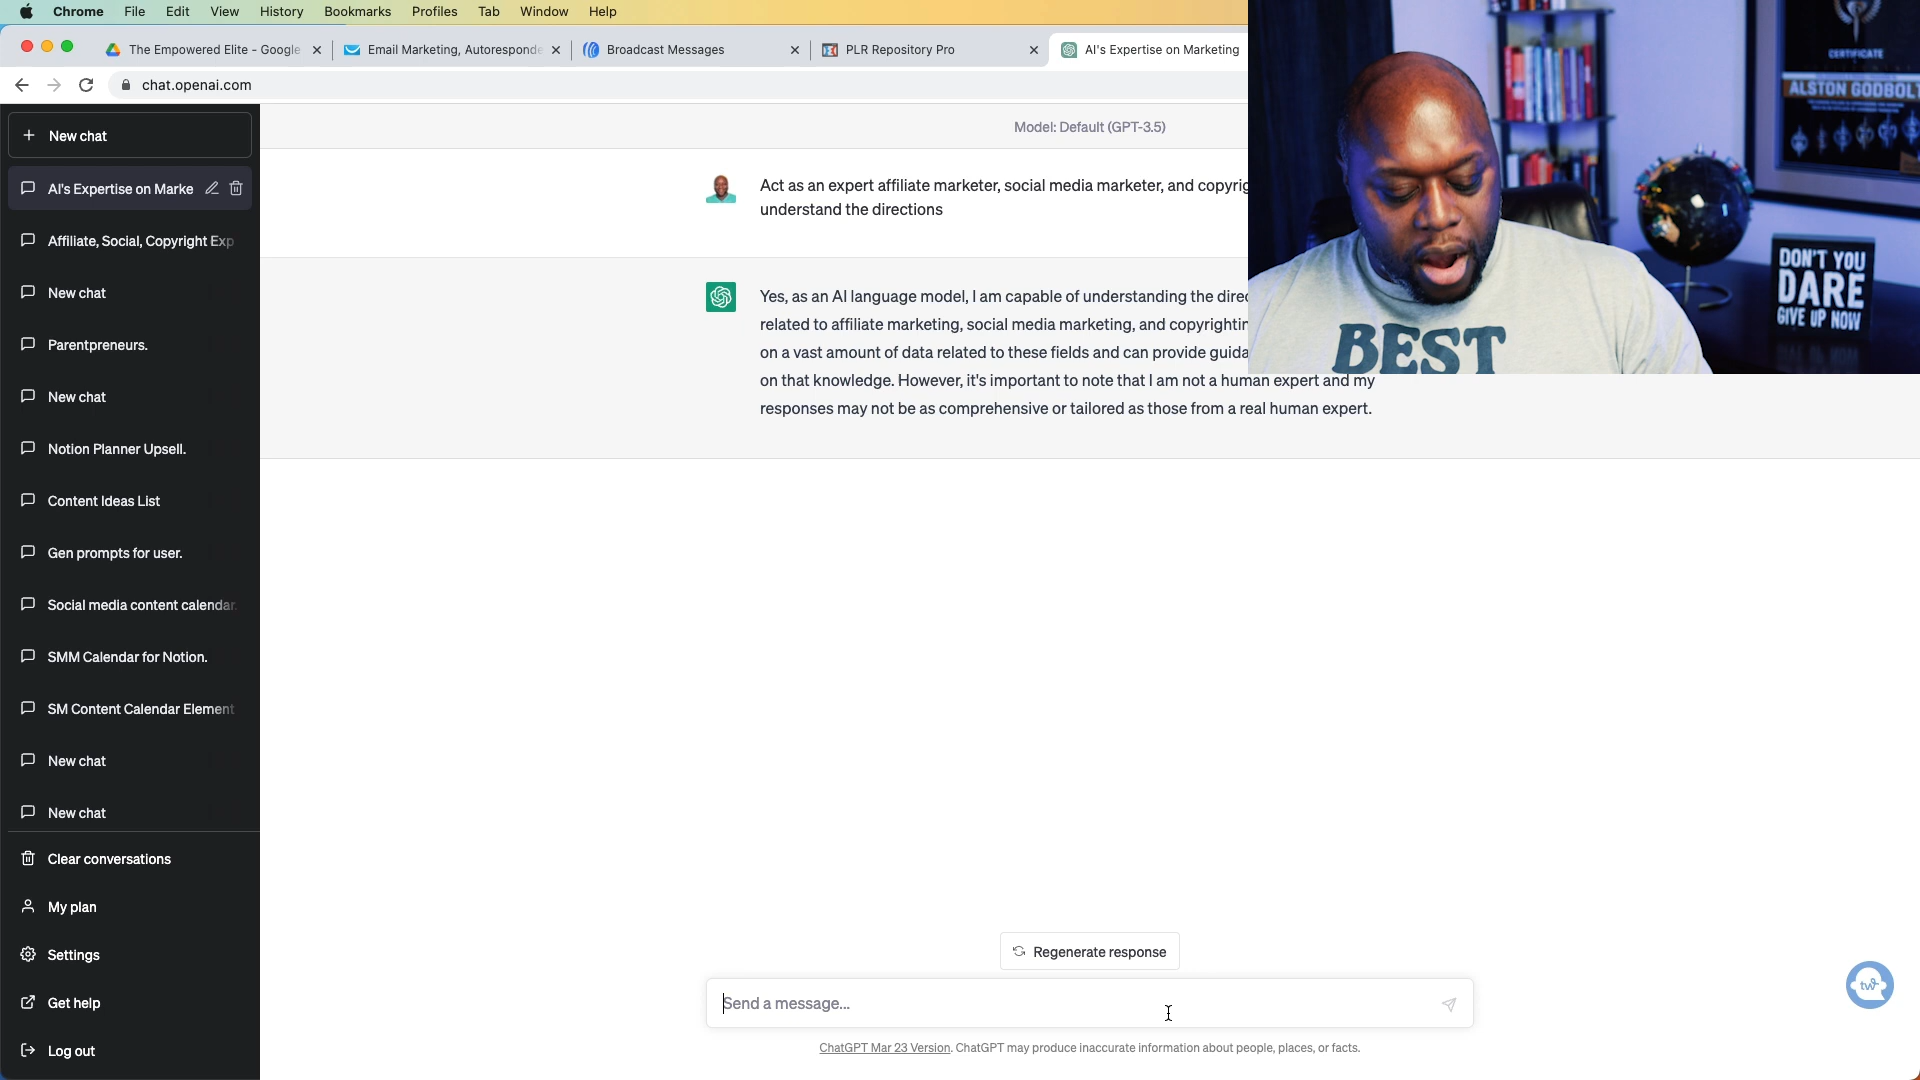 Chrome File Edit View History Bookmarks Profiles Tab Window Help
The Empowered Elite - Google
Email Marketing, Autoresponde
Broadcast Messages
PLR Repository Pro
AI's Expertise on Marketing
chat.openai.com
New chat
AI's Expertise on Marke
Affiliate, Social, Copyright Exp
New chat
Parentpreneurs.
New chat
Notion Planner Upsell.
Content Ideas List
Gen prompts for user.
Social media content calendar
SMM Calendar for Notion.
SM Content Calendar Element
New chat
New chat
Clear conversations
My plan
Settings
Get help
Log out
Model: Default (GPT-3.5)
Act as an expert affiliate marketer, social media marketer, and copyrig
understand the directions
Yes, as an AI language model, I am capable of understanding the direc
related to affiliate marketing, social media marketing, and copyrightin
on a vast amount of data related to these fields and can provide guida
on that knowledge. However, it's important to note that I am not a human expert and my
responses may not be as comprehensive or tailored as those from a real human expert.
Regenerate response
Send a message...
ChatGPT Mar 23 Version. ChatGPT may produce inaccurate information about people, places, or facts.
tw
CERTIFICATE
ALSTON GODBOLT
DON'T YOU
DARE
GIVE UP NOW
BEST